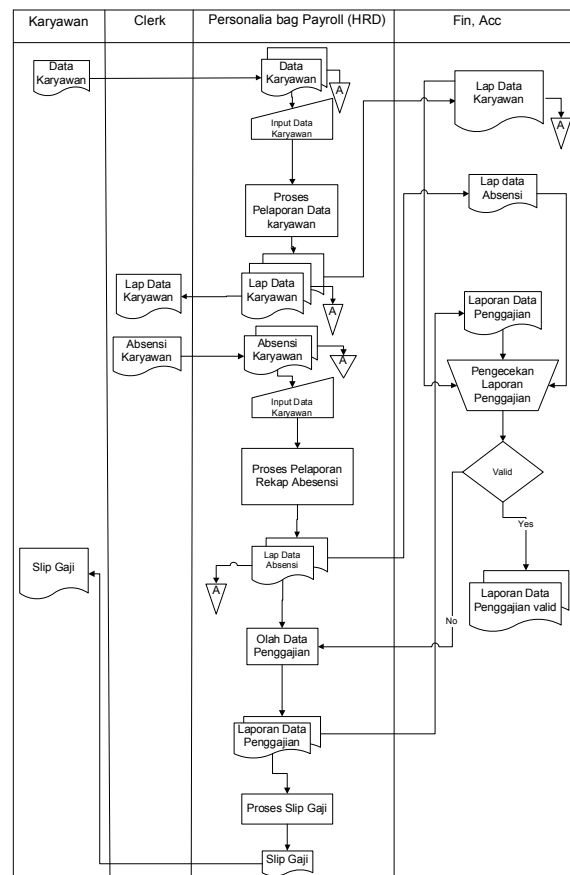 Karyawan
Clerk
Personalia bag Payroll (HRD)
Fin, Acc
Data
Karyawan
Data
Karyawan
A
Lap Data
Karyawan
A
Input Data
Karyawan
Proses
Pelaporan Data
karyawan
Lap data
Absensi
Lap Data
Karyawan
Lap Data
Karyawan
A
Laporan Data
Penggajian
Absensi
Karyawan
Absensi
Karyawan
A
Pengecekan
Laporan
Penggajian
Input Data
Karyawan
Proses Pelaporan
Rekap Abesensi
Valid
Yes
Slip Gaji
A
Lap Data
Absensi
Laporan Data
Penggajian valid
No
Olah Data
Penggajian
Laporan Data
Penggajian
Proses Slip Gaji
Slip Gaji